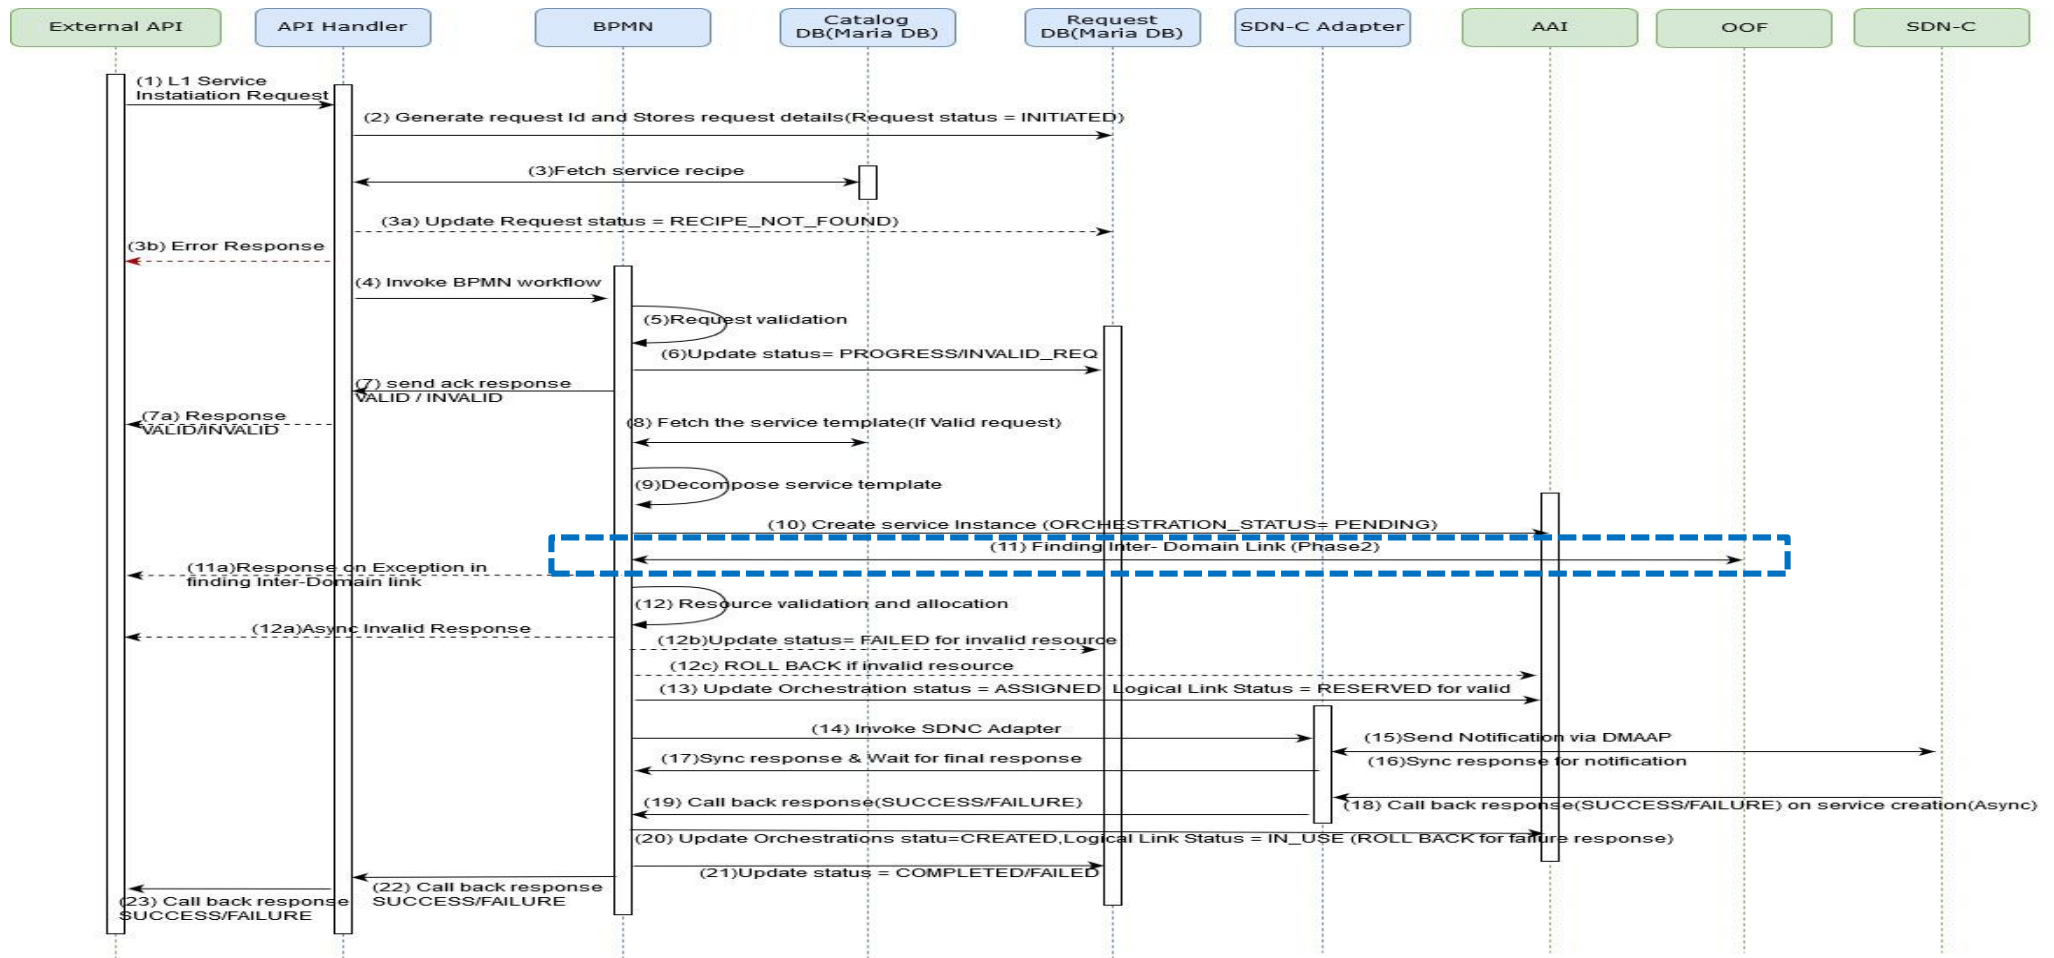 External API
API Handler
BPMN
Catalog
DB(Maria DB)
Request
DB(Maria DB)
SDN-C Adapter
AAI
OOF
SDN-C
(1) L1 Service
Instatiation Request
(2) Generate request Id and Stores request details(Request status = INITIATED)
(3)Fetch service recipe
(3a) Update Request status = RECIPE_NOT_FOUND)
(3b) Error Response
(4) Invoke BPMN workflow
(5)Request validation
(6)Update status= PROGRESS/INVALID_REQ
(7) send ack response
VALID / INVALID
(7a) Response
VALID/INVALID
(8) Fetch the service template(If Valid request)
(9)Decompose service template
(10) Create service Instance (ORCHESTRATION_STATUS= PENDING)
(11) Finding Inter- Domain Link (Phase2)
(11a)Response on Exception in
finding Inter-Domain link
(12) Resource validation and allocation
(12a)Async Invalid Response
(12b)Update status= FAILED for invalid resource
(12c) ROLL BACK if invalid resource
(13) Update Orchestration status = ASSIGNED, Logical Link Status = RESERVED for valid
(14) Invoke SDNC Adapter
(15)Send Notification via DMAAP
(17)Sync response & Wait for final response
(16)Sync response for notification
(19) Call back response(SUCCESS/FAILURE)
(18) Call back response(SUCCESS/FAILURE) on service creation(Async)
(20) Update Orchestrations statu=CREATED,Logical Link Status = IN_USE (ROLL BACK for failure response)
(21)Update status = COMPLETED/FAILED
(22) Call back response
SUCCESS/FAILURE
(23) Call back response
SUCCESS/FAILURE